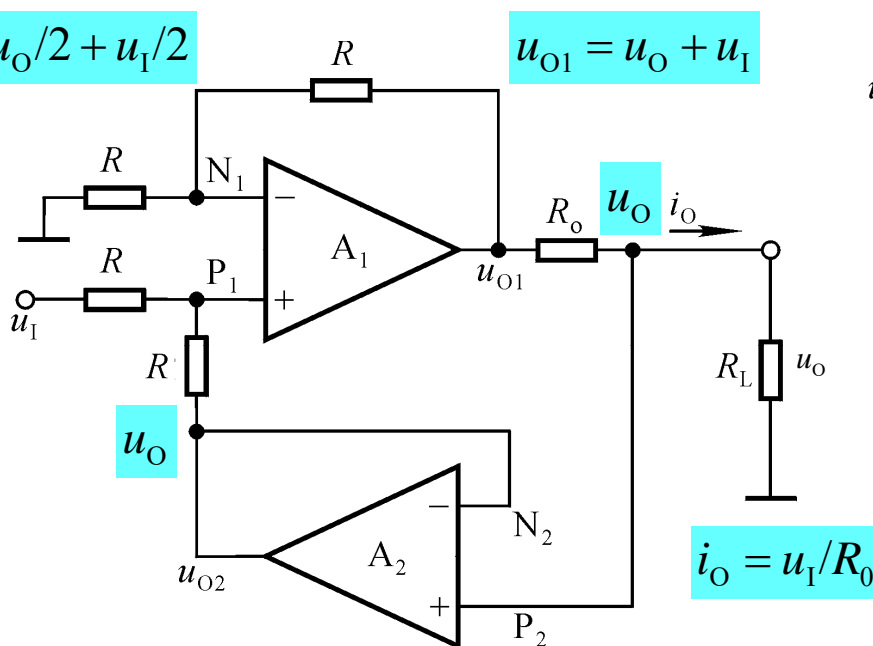 u_O/2 + u_I/2
R
u_O1 = u_O + u_I
R
N_1
−
A_1
R
P_1
+
u_I
R
u_O1
R_o
u_O
i_O
R_L
u_O
u_O
−
N_2
A_2
u_O2
+
P_2
i_O = u_I/R_0